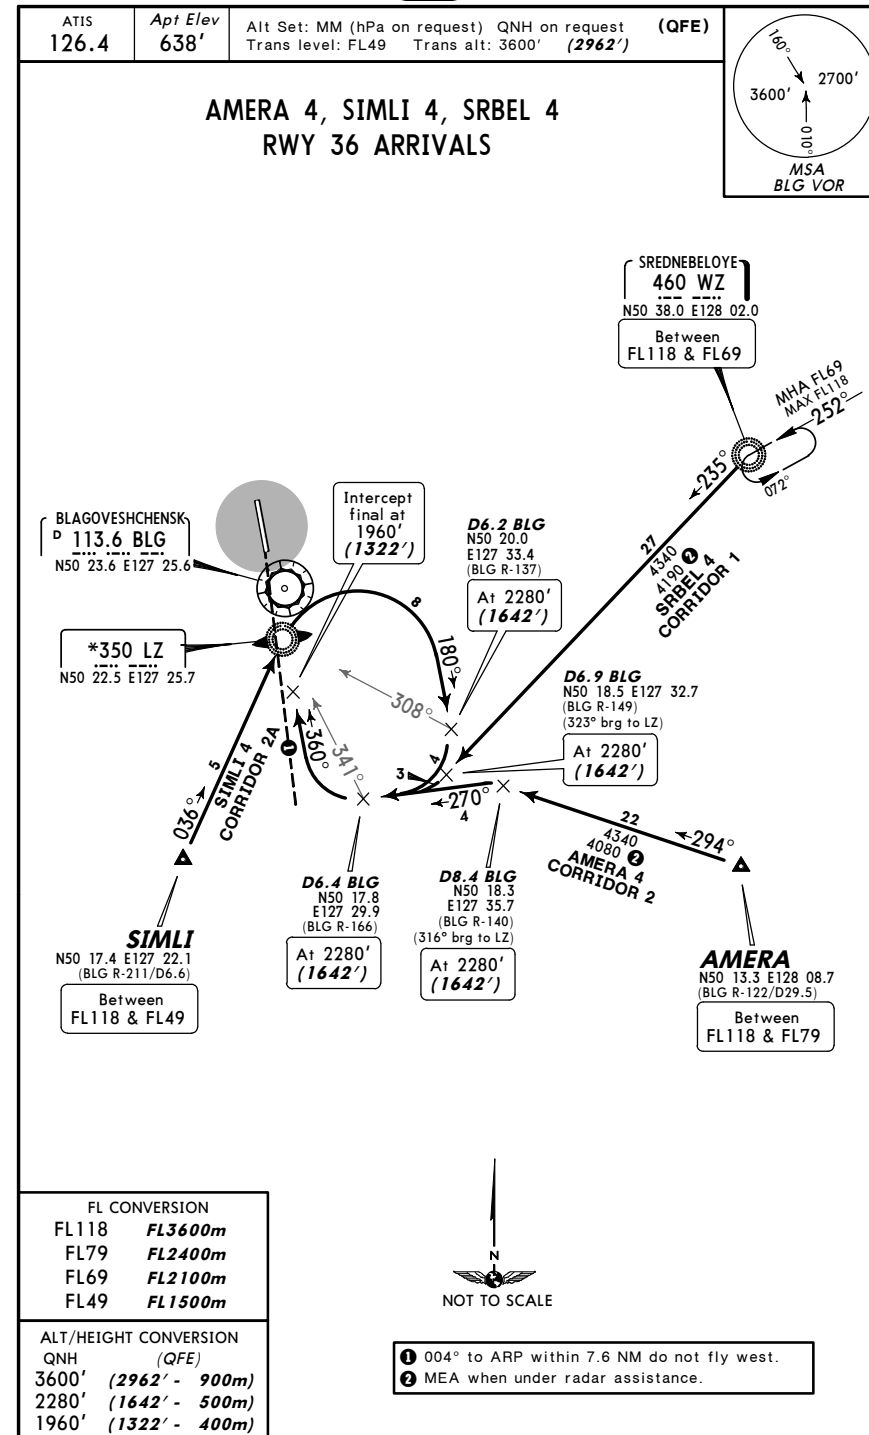 ATIS
126.4
Apt Elev
638'
Alt Set: MM (hPa on request) QNH on request (QFE)
Trans level: FL49 Trans alt: 3600' (2962')
160°
2700'
3600'
010°
MSA
BLG VOR
AMERA 4, SIMLI 4, SRBEL 4
RWY 36 ARRIVALS
SREDNEBELOYE
460 WZ
N50 38.0 E128 02.0
Between
FL118 & FL69
MHA FL69
MAX FL118
252°
072°
235°
27
4340
4190 ❷
SRBEL 4
CORRIDOR 1
BLAGOVESHCHENSK
D 113.6 BLG
N50 23.6 E127 25.6
Intercept
final at
1960'
(1322')
D6.2 BLG
N50 20.0
E127 33.4
(BLG R-137)
At 2280'
(1642')
*350 LZ
N50 22.5 E127 25.7
8
180°
308°
D6.9 BLG
N50 18.5 E127 32.7
(BLG R-149)
(323° brg to LZ)
At 2280'
(1642')
❶
360°
341°
4
3
270°
4
036°
5
SIMLI 4
CORRIDOR 2A
22
4340
4080 ❷
AMERA 4
CORRIDOR 2
294°
SIMLI
N50 17.4 E127 22.1
(BLG R-211/D6.6)
Between
FL118 & FL49
D6.4 BLG
N50 17.8
E127 29.9
(BLG R-166)
At 2280'
(1642')
D8.4 BLG
N50 18.3
E127 35.7
(BLG R-140)
(316° brg to LZ)
At 2280'
(1642')
AMERA
N50 13.3 E128 08.7
(BLG R-122/D29.5)
Between
FL118 & FL79
N
NOT TO SCALE
FL CONVERSION
FL118 FL3600m
FL79 FL2400m
FL69 FL2100m
FL49 FL1500m
ALT/HEIGHT CONVERSION
QNH (QFE)
3600' (2962' - 900m)
2280' (1642' - 500m)
1960' (1322' - 400m)
❶ 004° to ARP within 7.6 NM do not fly west.
❷ MEA when under radar assistance.